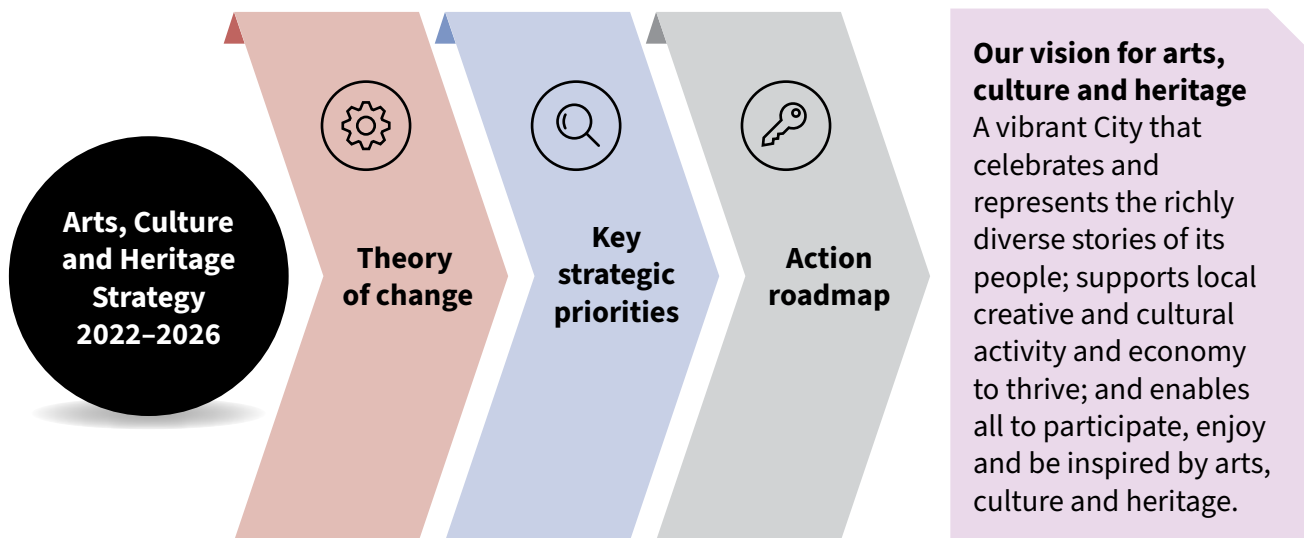 Arts, Culture
and Heritage
Strategy
2022–2026
Theory
of change
Key
strategic
priorities
Action
roadmap
Our vision for arts,
culture and heritage
A vibrant City that
celebrates and
represents the richly
diverse stories of its
people; supports local
creative and cultural
activity and economy
to thrive; and enables
all to participate, enjoy
and be inspired by arts,
culture and heritage.